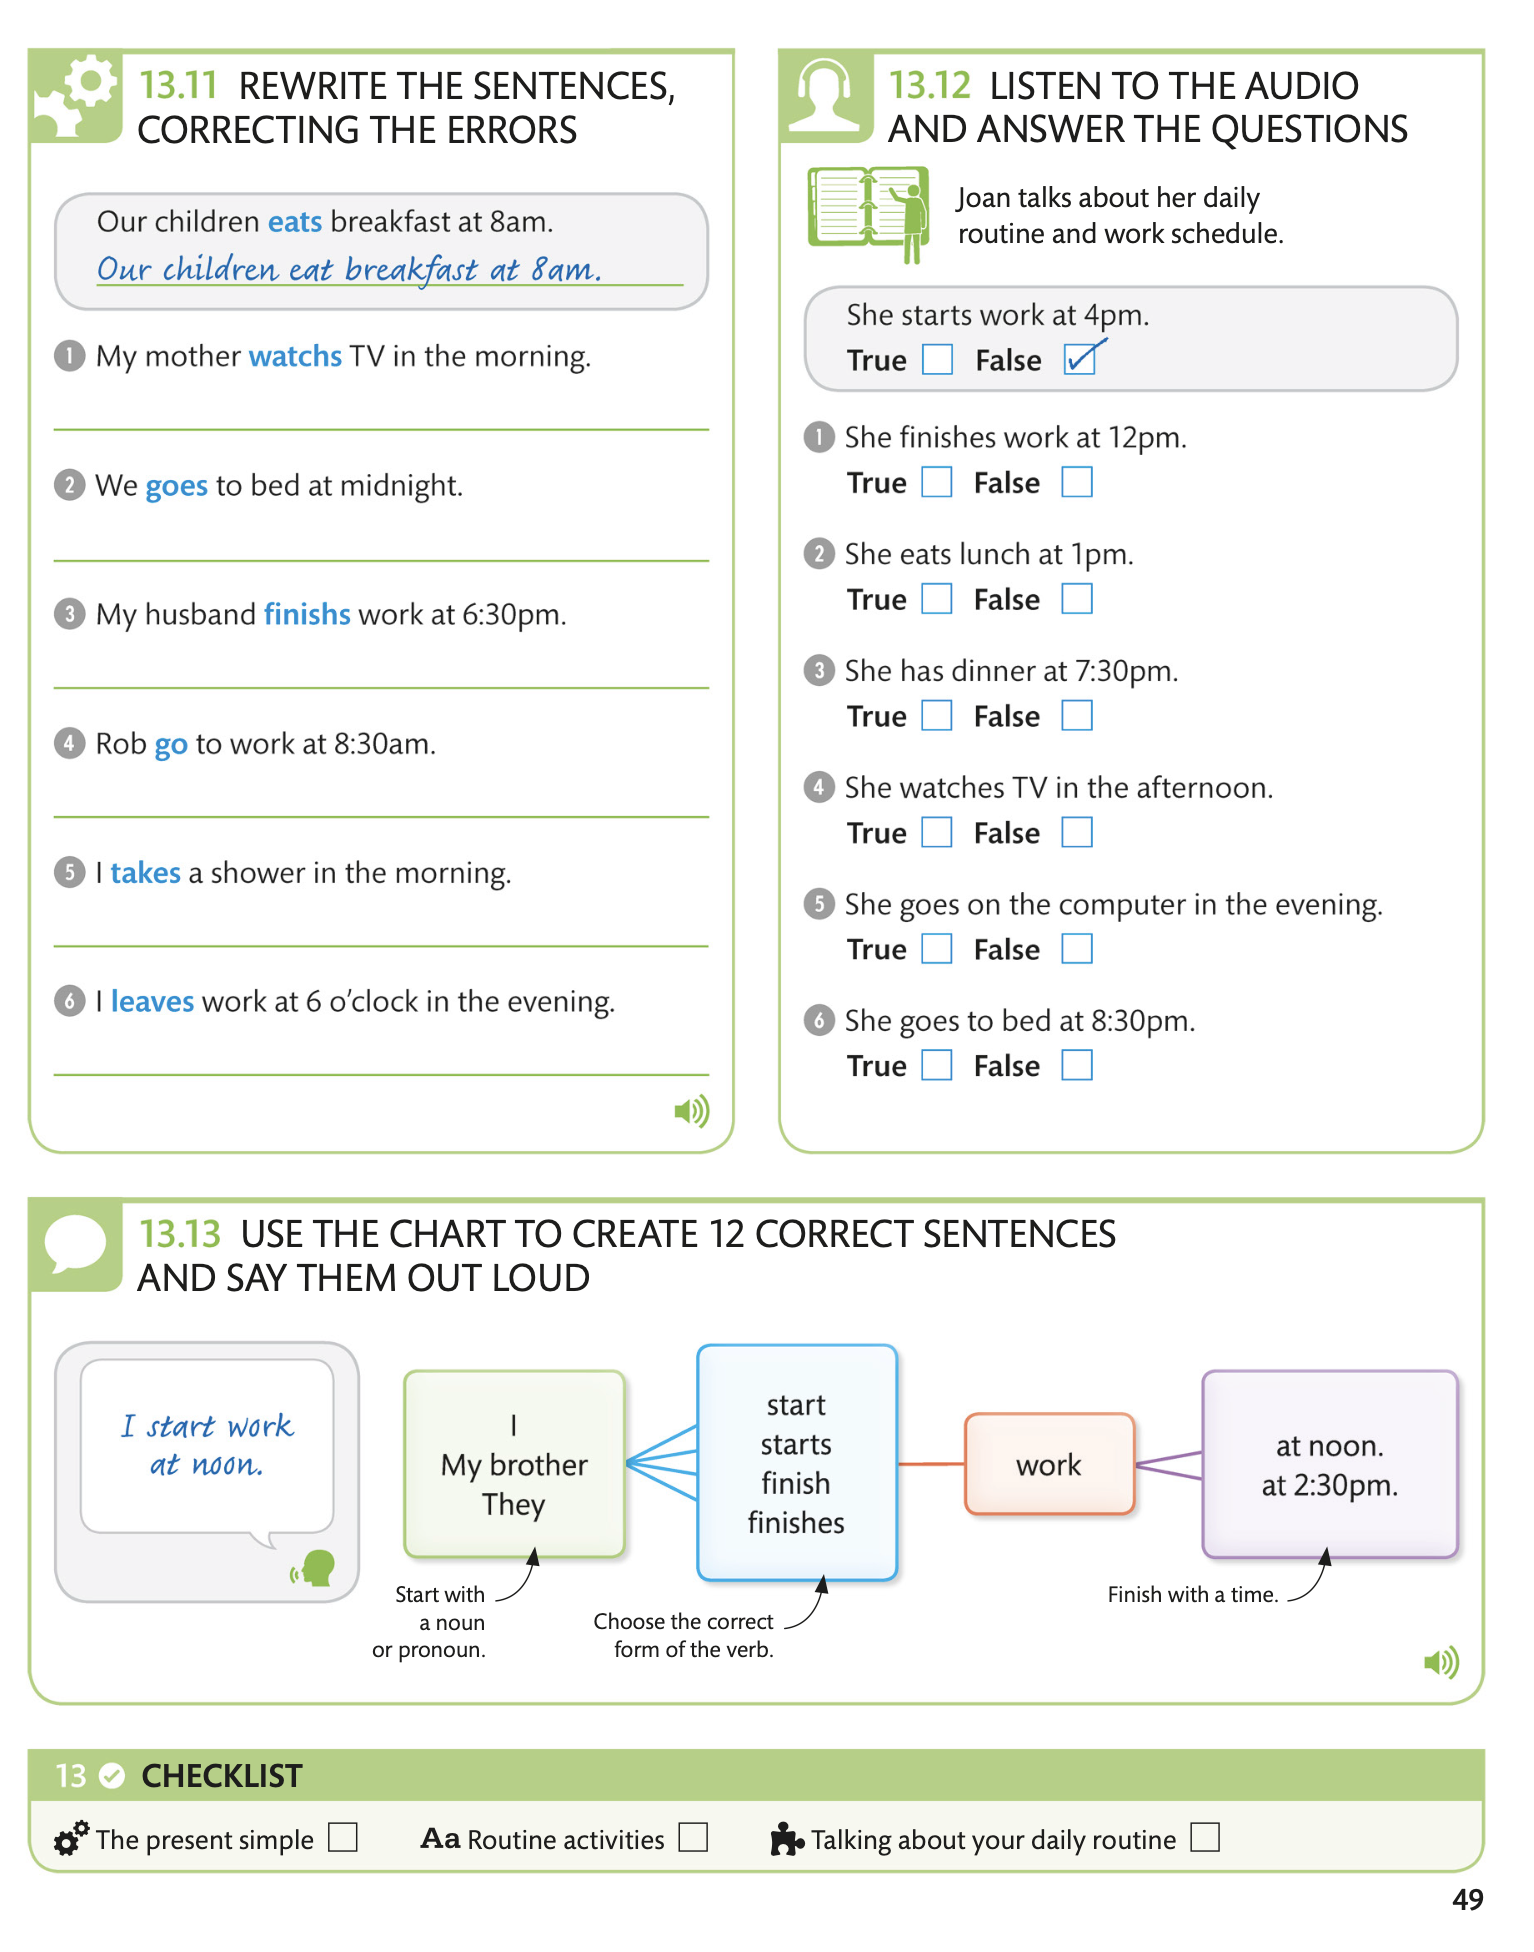 13.11 REWRITE THE SENTENCES,
CORRECTING THE ERRORS
Our children eats breakfast at 8am.
Our children eat breakfast at 8am.
1 My mother watchs TV in the morning.
2 We goes to bed at midnight.
3 My husband finishs work at 6:30pm.
4 Rob go to work at 8:30am.
5 I takes a shower in the morning.
6 I leaves work at 6 o’clock in the evening.
13.12 LISTEN TO THE AUDIO
AND ANSWER THE QUESTIONS
Joan talks about her daily
routine and work schedule.
She starts work at 4pm.
True False
1 She finishes work at 12pm.
True False
2 She eats lunch at 1pm.
True False
3 She has dinner at 7:30pm.
True False
4 She watches TV in the afternoon.
True False
5 She goes on the computer in the evening.
True False
6 She goes to bed at 8:30pm.
True False
13.13 USE THE CHART TO CREATE 12 CORRECT SENTENCES
AND SAY THEM OUT LOUD
I start work
at noon.
I
My brother
They
Start with
a noun
or pronoun.
start
starts
finish
finishes
Choose the correct
form of the verb.
work
at noon.
at 2:30pm.
Finish with a time.
13 CHECKLIST
The present simple
Aa Routine activities
Talking about your daily routine
49